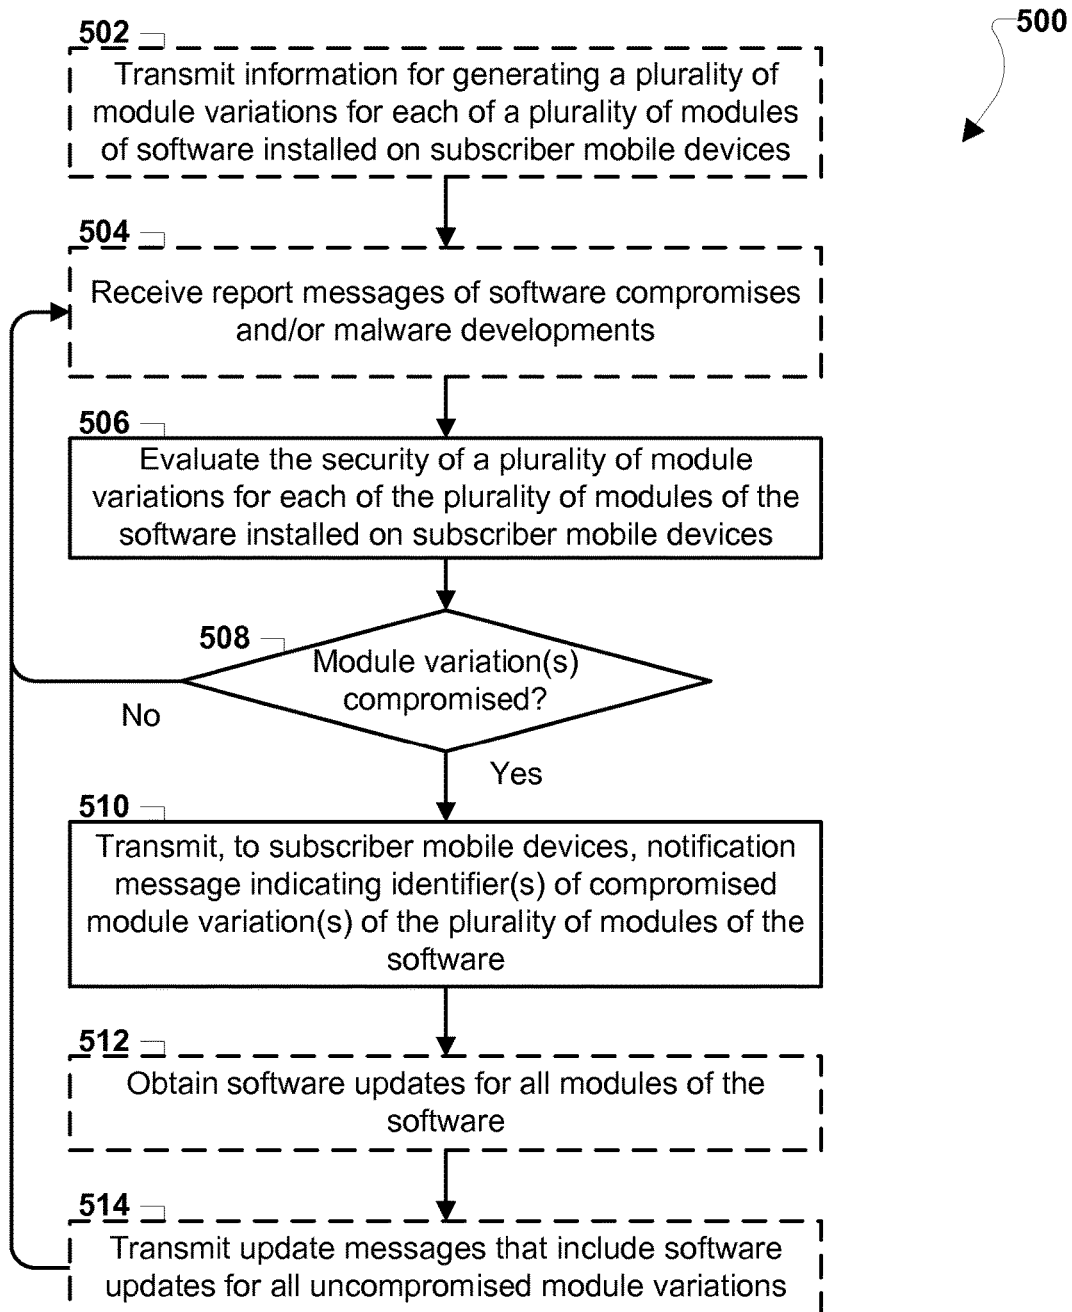 500
502
Transmit information for generating a plurality of
module variations for each of a plurality of modules
of software installed on subscriber mobile devices
504
Receive report messages of software compromises
and/or malware developments
506
Evaluate the security of a plurality of module
variations for each of the plurality of modules of the
software installed on subscriber mobile devices
508
Module variation(s)
compromised?
No
Yes
510
Transmit, to subscriber mobile devices, notification
message indicating identifier(s) of compromised
module variation(s) of the plurality of modules of the
software
512
Obtain software updates for all modules of the
software
514
Transmit update messages that include software
updates for all uncompromised module variations